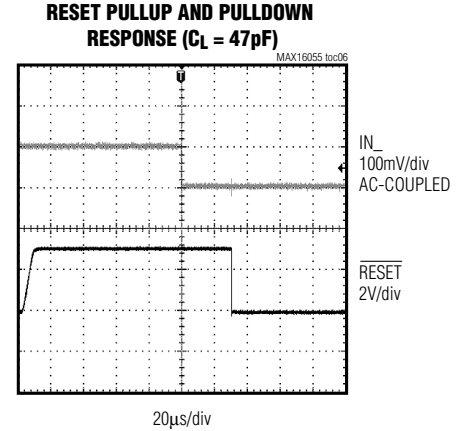 RESET PULLUP AND PULLDOWN
RESPONSE (CL = 47pF)
MAX16055 toc06
T
IN_
100mV/div
AC-COUPLED
RESET
2V/div
20µs/div